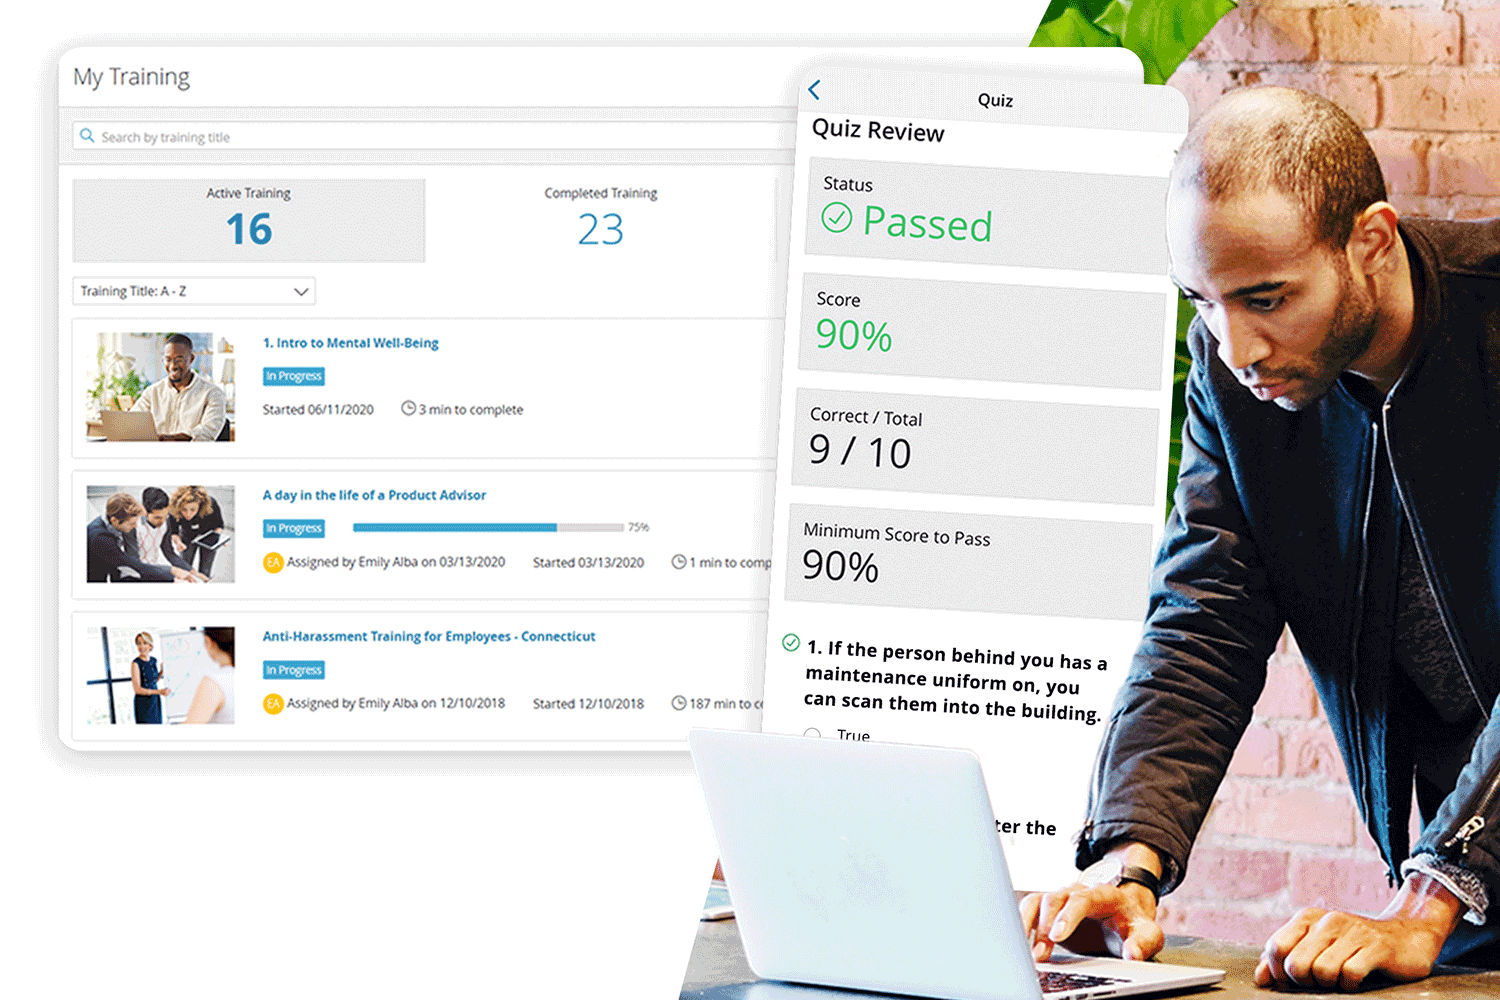 My Training
Search by training title
Active Training
16
Completed Training
23
Training Title: A - Z
1. Intro to Mental Well-Being
In Progress
Started 06/11/2020
3 min to complete
A day in the life of a Product Advisor
In Progress
75%
EA
Assigned by Emily Alba on 03/13/2020
Started 03/13/2020
1 min to comp
Anti-Harassment Training for Employees - Connecticut
In Progress
EA
Assigned by Emily Alba on 12/10/2018
Started 12/10/2018
187 min to co
Quiz
Quiz Review
Status
Passed
Score
90%
Correct / Total
9 / 10
Minimum Score to Pass
90%
1. If the person behind you has a
maintenance uniform on, you
can scan them into the building.
True
ter the